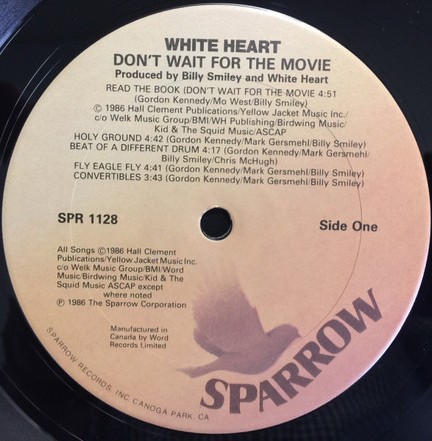 WHITE HEART
DON'T WAIT FOR THE MOVIE
Produced by Billy Smiley and White Heart
READ THE BOOK (DON'T WAIT FOR THE MOVIE 4:51
(Gordon Kennedy/Mo West/Billy Smiley)
© 1986 Hall Clement Publications/Yellow Jacket Music Inc./
c/o Welk Music Group/BMI/WH Publishing/Birdwing Music/
Kid & The Squid Music/ASCAP
HOLY GROUND 4:42 (Gordon Kennedy/Mark Gersmehl/Billy Smiley)
BEAT OF A DIFFERENT DRUM 4:17 (Gordon Kennedy/Mark Gersmehl/
Billy Smiley/Chris McHugh)
FLY EAGLE FLY 4:41 (Gordon Kennedy/Mark Gersmehl/Billy Smiley)
CONVERTIBLES 3:43 (Gordon Kennedy/Mark Gersmehl/Billy Smiley)
SPR 1128
Side One
All Songs ©1986 Hall Clement
Publications/Yellow Jacket Music Inc.
c/o Welk Music Group/BMI/Word
Music/Birdwing Music/Kid & The
Squid Music ASCAP except
where noted
℗ 1986 The Sparrow Corporation
Manufactured in
Canada by Word
Records Limited
SPARROW
SPARROW RECORDS, INC. CANOGA PARK, CA